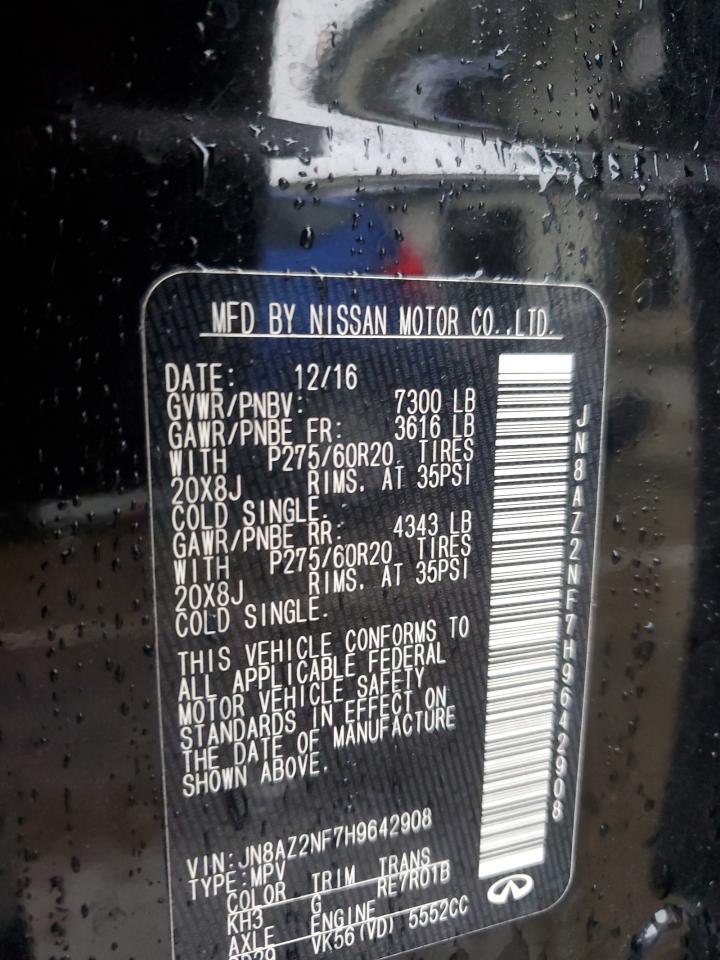 MFD BY NISSAN MOTOR CO.,LTD.
DATE: 12/16
GVWR/PNBV: 7300 LB
GAWR/PNBE FR: 3616 LB
WITH P275/60R20 TIRES
20X8J RIMS. AT 35PSI
COLD SINGLE.
GAWR/PNBE RR: 4343 LB
WITH P275/60R20 TIRES
20X8J RIMS. AT 35PSI
COLD SINGLE.
THIS VEHICLE CONFORMS TO
ALL APPLICABLE FEDERAL
MOTOR VEHICLE SAFETY
STANDARDS IN EFFECT ON
THE DATE OF MANUFACTURE
SHOWN ABOVE.
JN8AZ2NF7H9642908
VIN:JN8AZ2NF7H9642908
TYPE:MPV
COLOR TRIM TRANS
KH3 G RE7R01B
AXLE ENGINE
VK56(VD) 5552CC